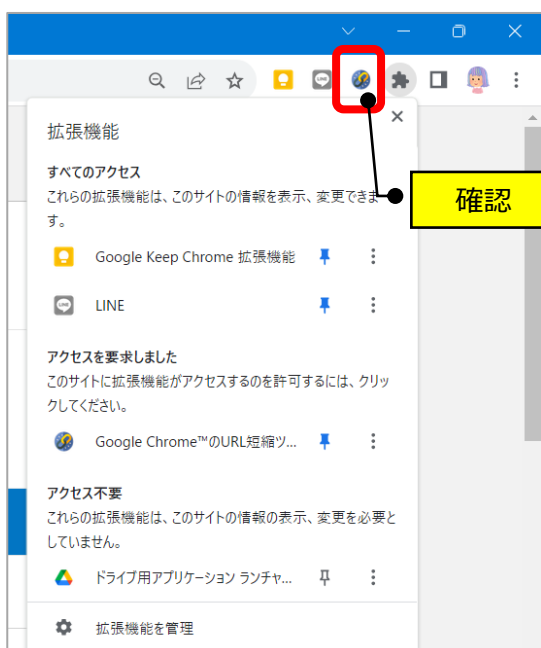 拡張機能
すべてのアクセス
これらの拡張機能は、このサイトの情報を表示、変更できま
す。
確認
Google Keep Chrome 拡張機能
LINE
アクセスを要求しました
このサイトに拡張機能がアクセスするのを許可するには、クリッ
クしてください。
Google Chrome™のURL短縮ツ...
アクセス不要
これらの拡張機能は、このサイトの情報の表示、変更を必要と
していません。
ドライブ用アプリケーション ランチャ...
拡張機能を管理